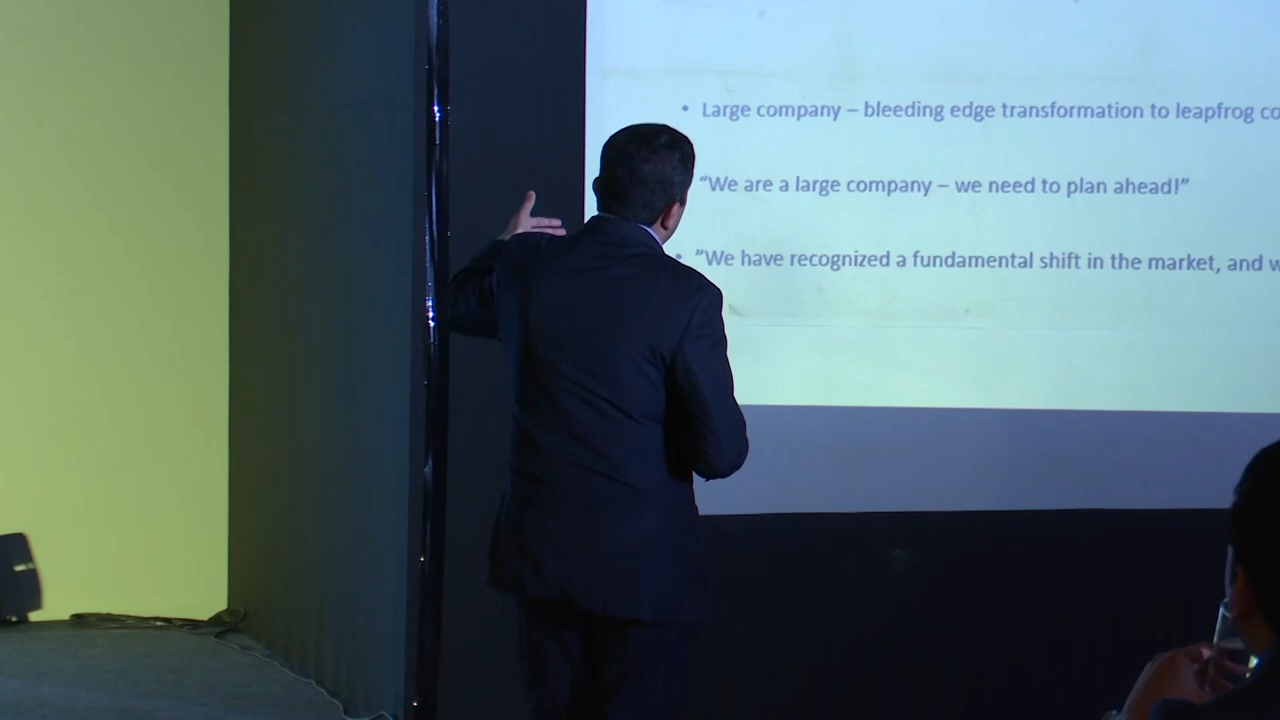 • Large company – bleeding edge transformation to leapfrog
“We are a large company – we need to plan ahead!”
• “We have recognized a fundamental shift in the market, and